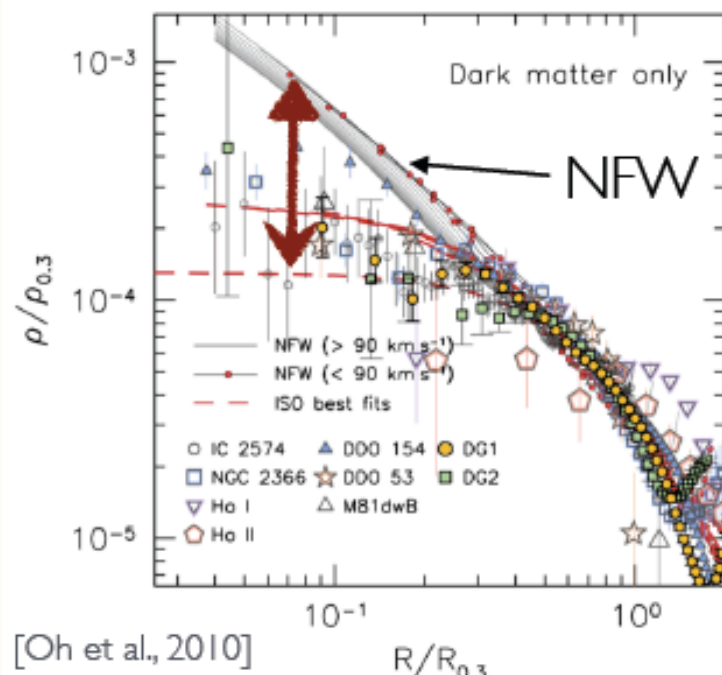 10⁻³
Dark matter only
NFW
ρ/ρ₀.₃
10⁻⁴
NFW (> 90 km s⁻¹)
NFW (< 90 km s⁻¹)
ISO best fits
IC 2574 DDO 154 DG1
NGC 2366 DDO 53 DG2
Ho I M81dwB
Ho II
10⁻⁵
10⁻¹ 10⁰
[Oh et al., 2010] R/R₀.₃